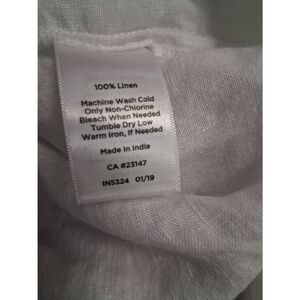 100% Linen
Machine Wash Cold
Only Non-Chlorine
Bleach When Needed
Tumble Dry Low
Warm Iron, If Needed
Made in India
CA #23147
IN5324 01/19